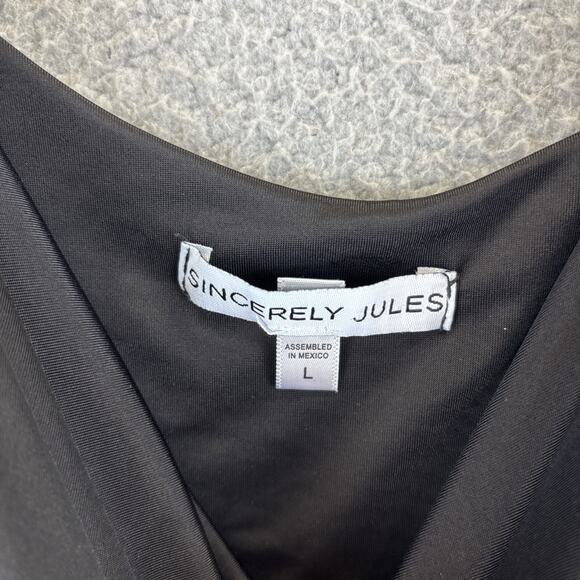 SINCERELY JULES
ASSEMBLED
IN MEXICO
L